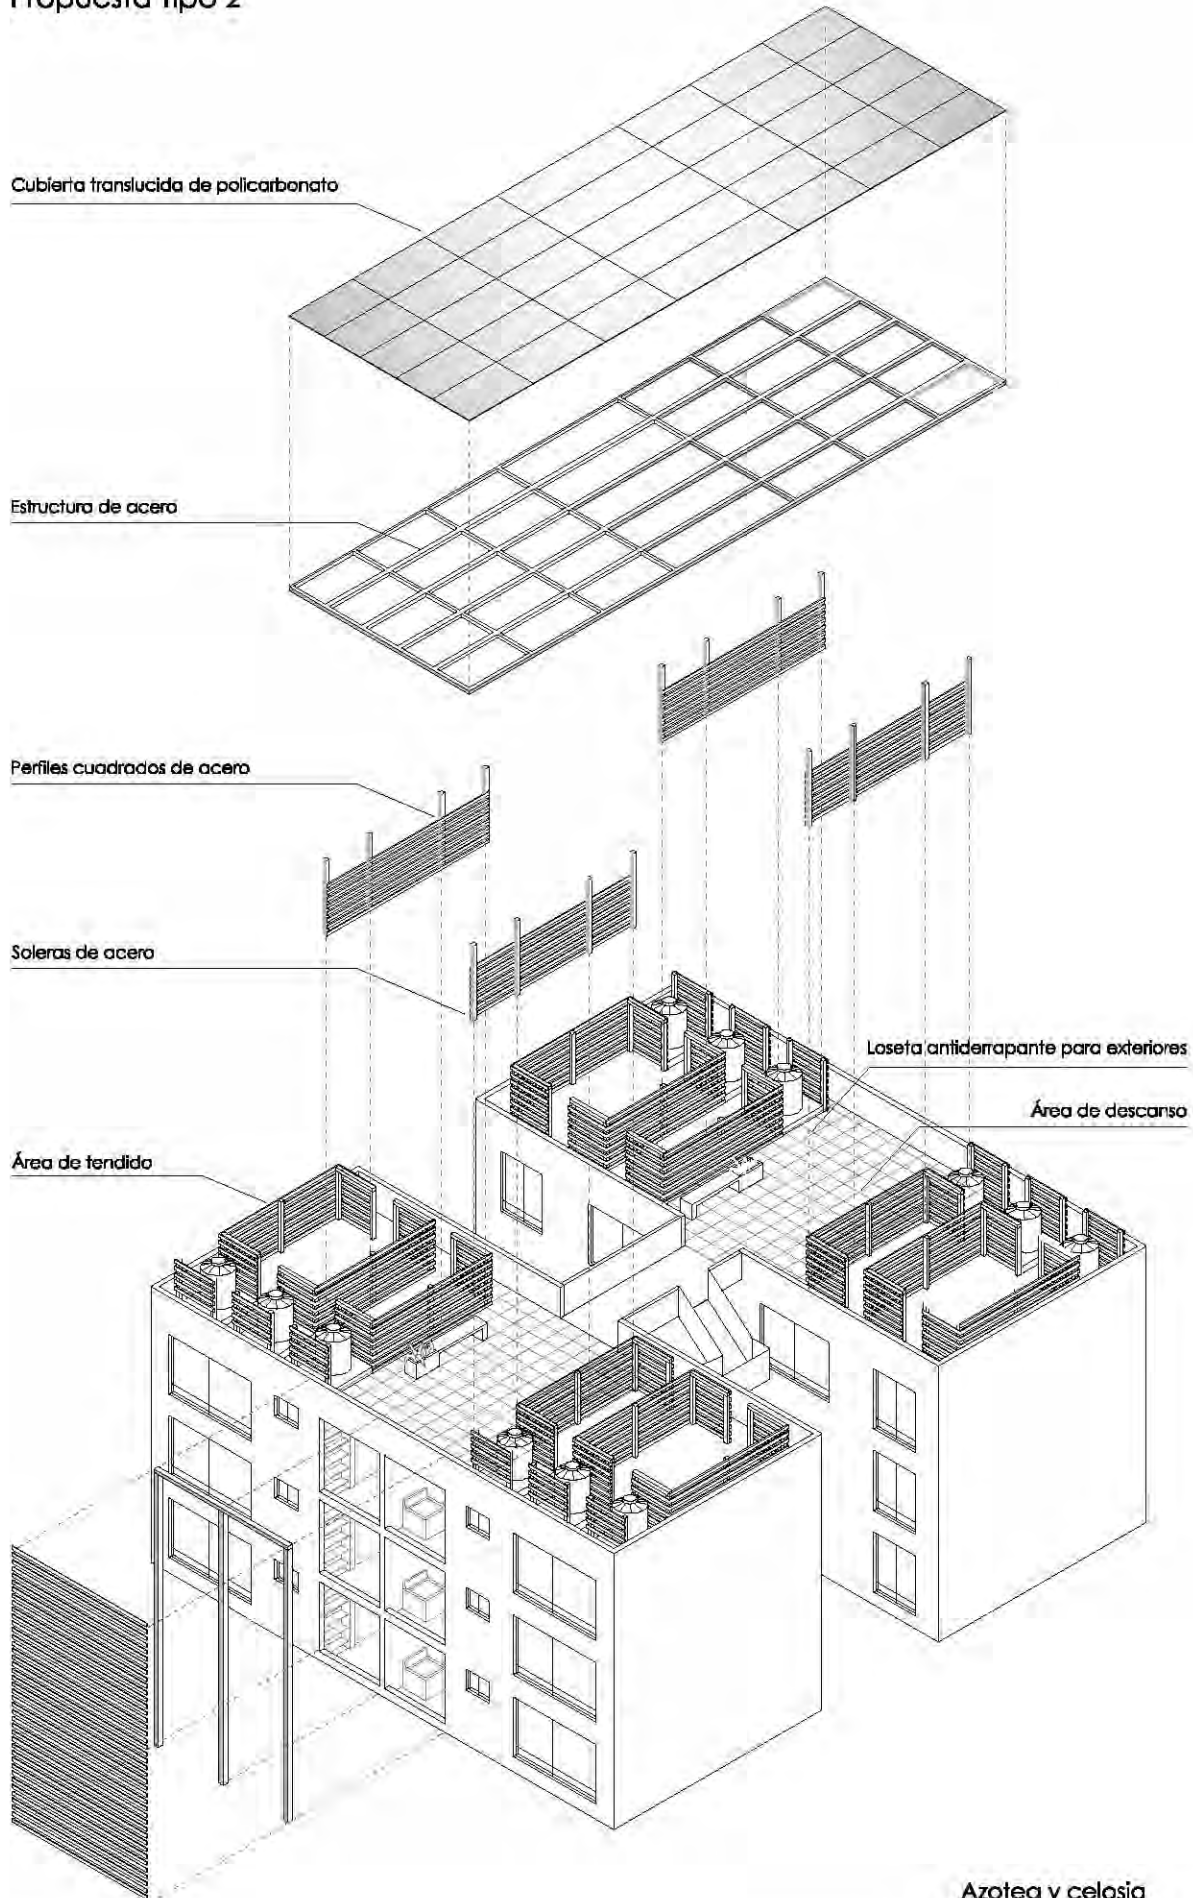 Propuesta Tipo 2
Cubierta translucida de policarbonato
Estructura de acero
Perfiles cuadrados de acero
Soleras de acero
Loseta antiderrapante para exteriores
Área de descanso
Área de tendido
Azotea y celosia